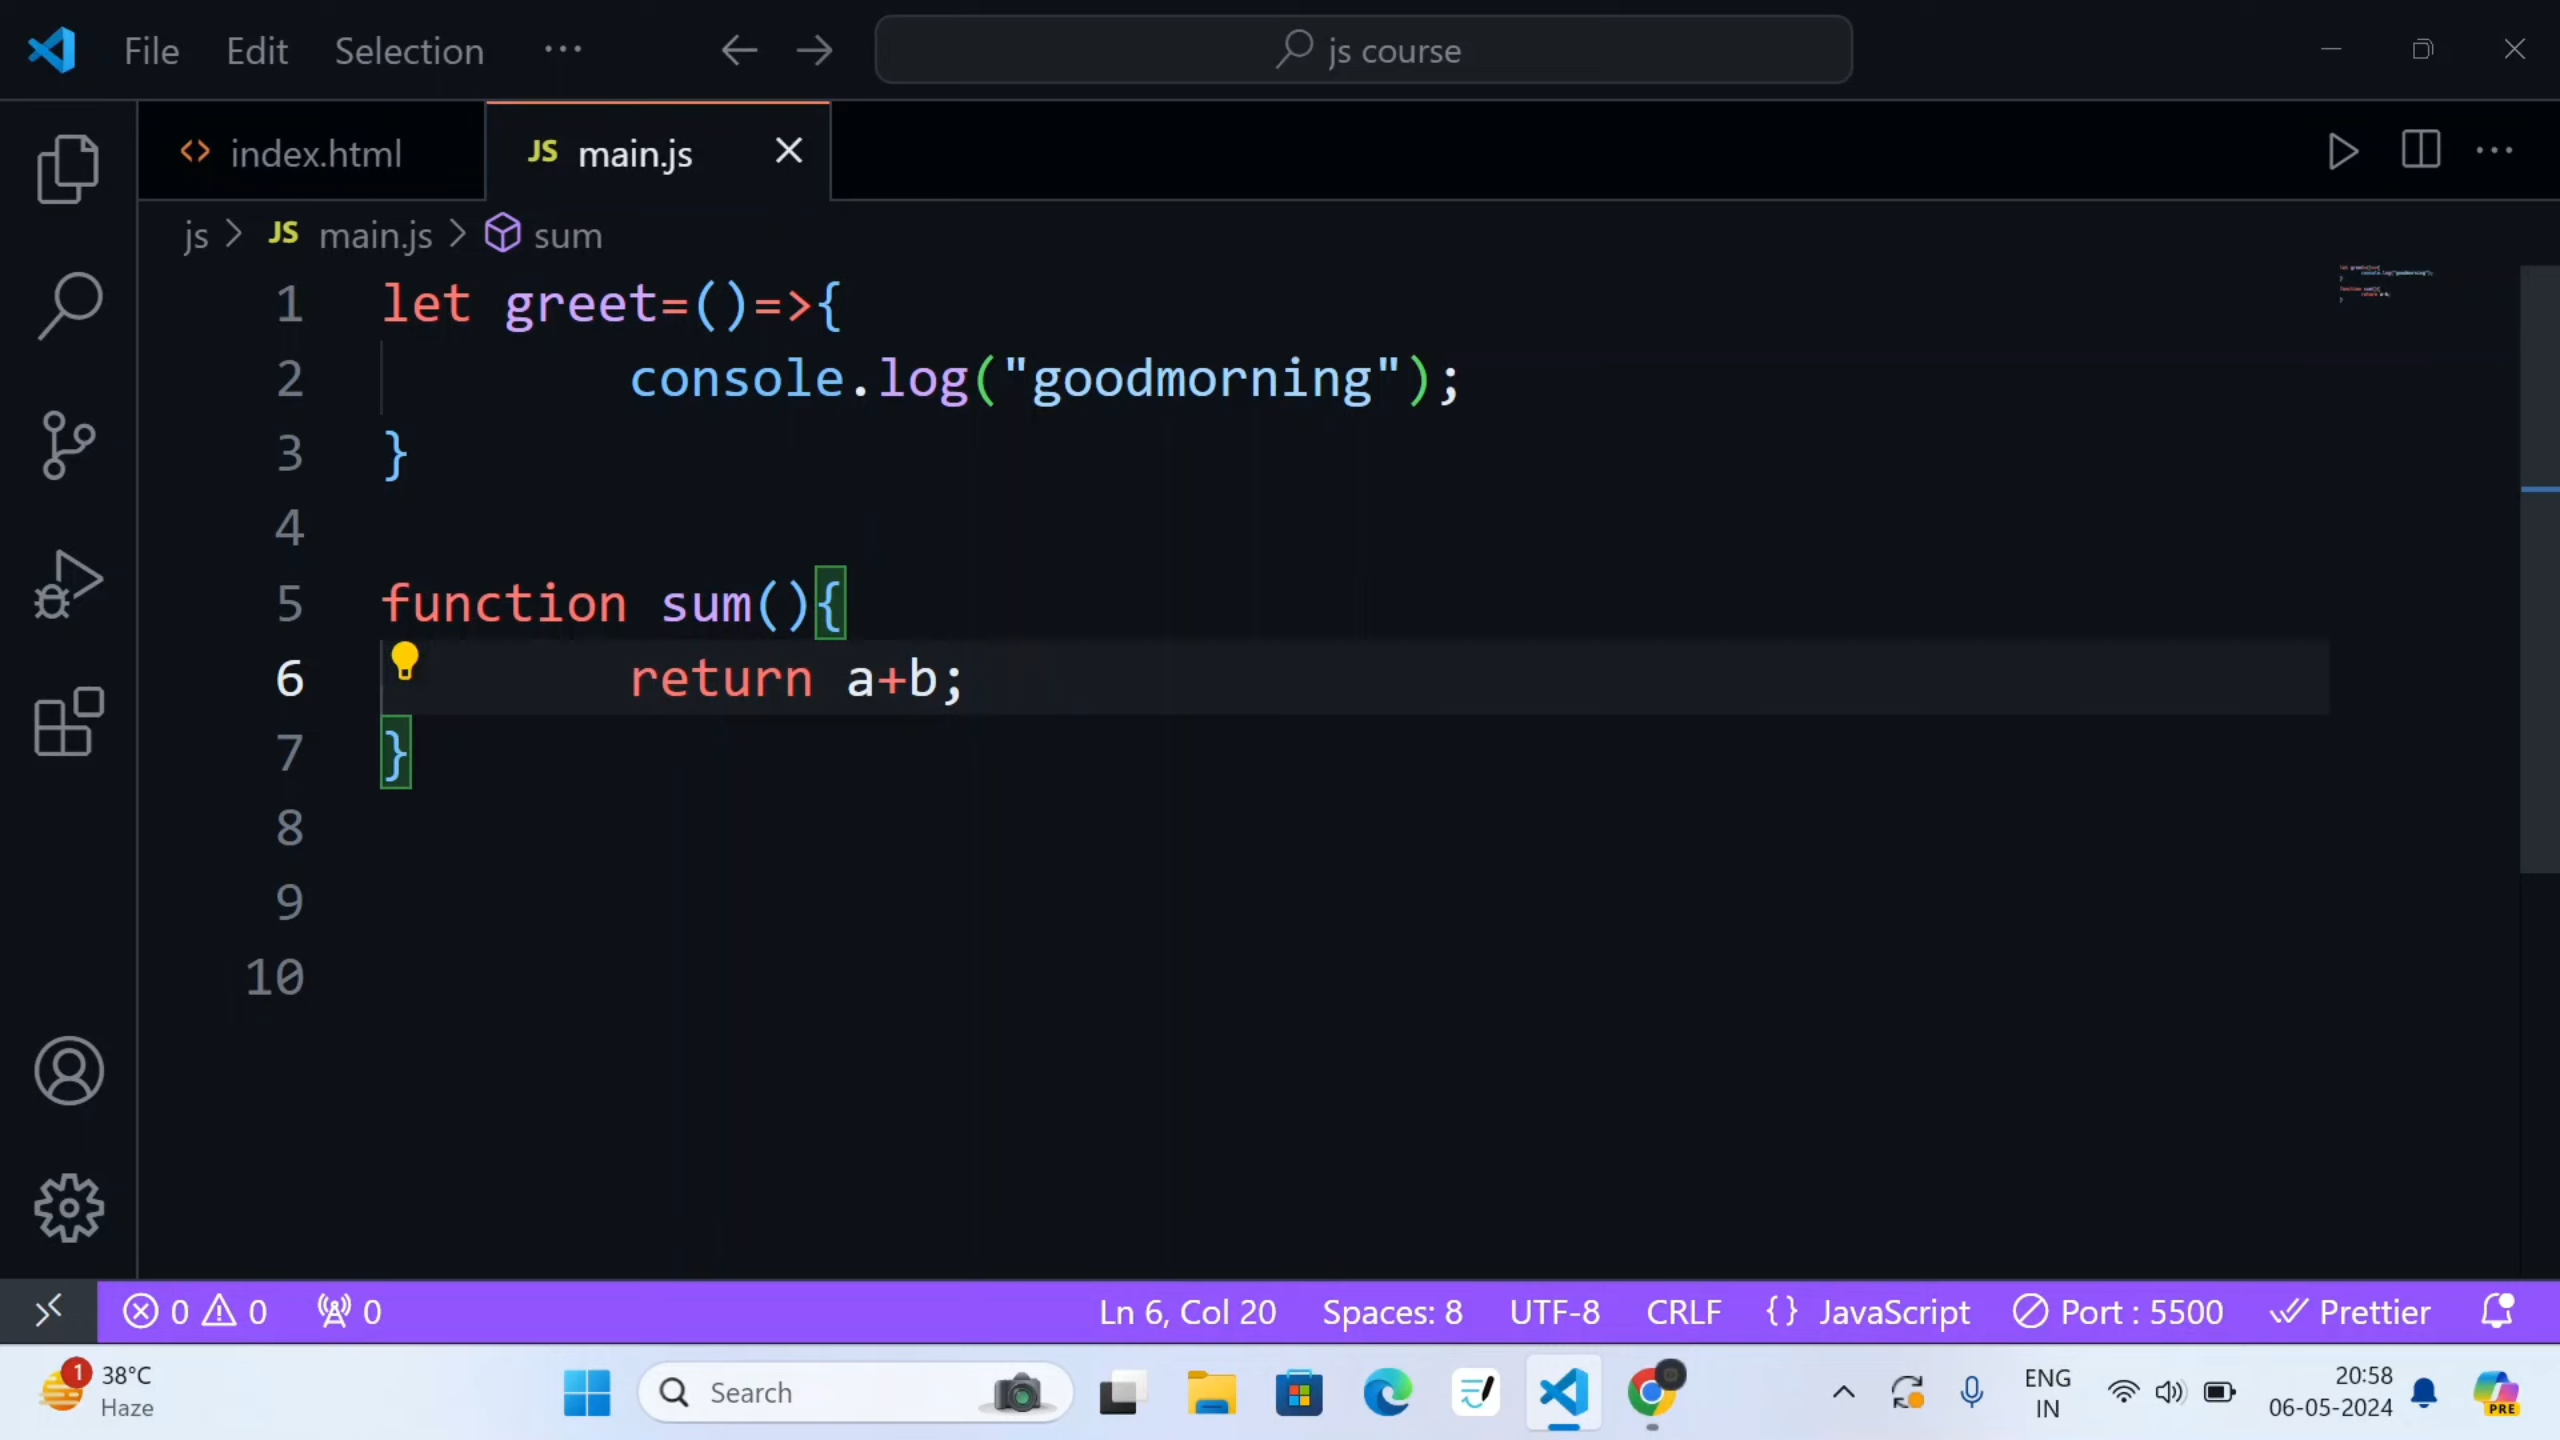 File Edit Selection ··· js course
index.html JS main.js
js > JS main.js > sum
1 let greet=()=>{
2 console.log("goodmorning");
3 }
4
5 function sum(){
6 return a+b;
7 }
8
9
10
0 0 0 Ln 6, Col 20 Spaces: 8 UTF-8 CRLF {} JavaScript Port : 5500 Prettier
1 38°C Search ENG 20:58
Haze IN 06-05-2024 PRE